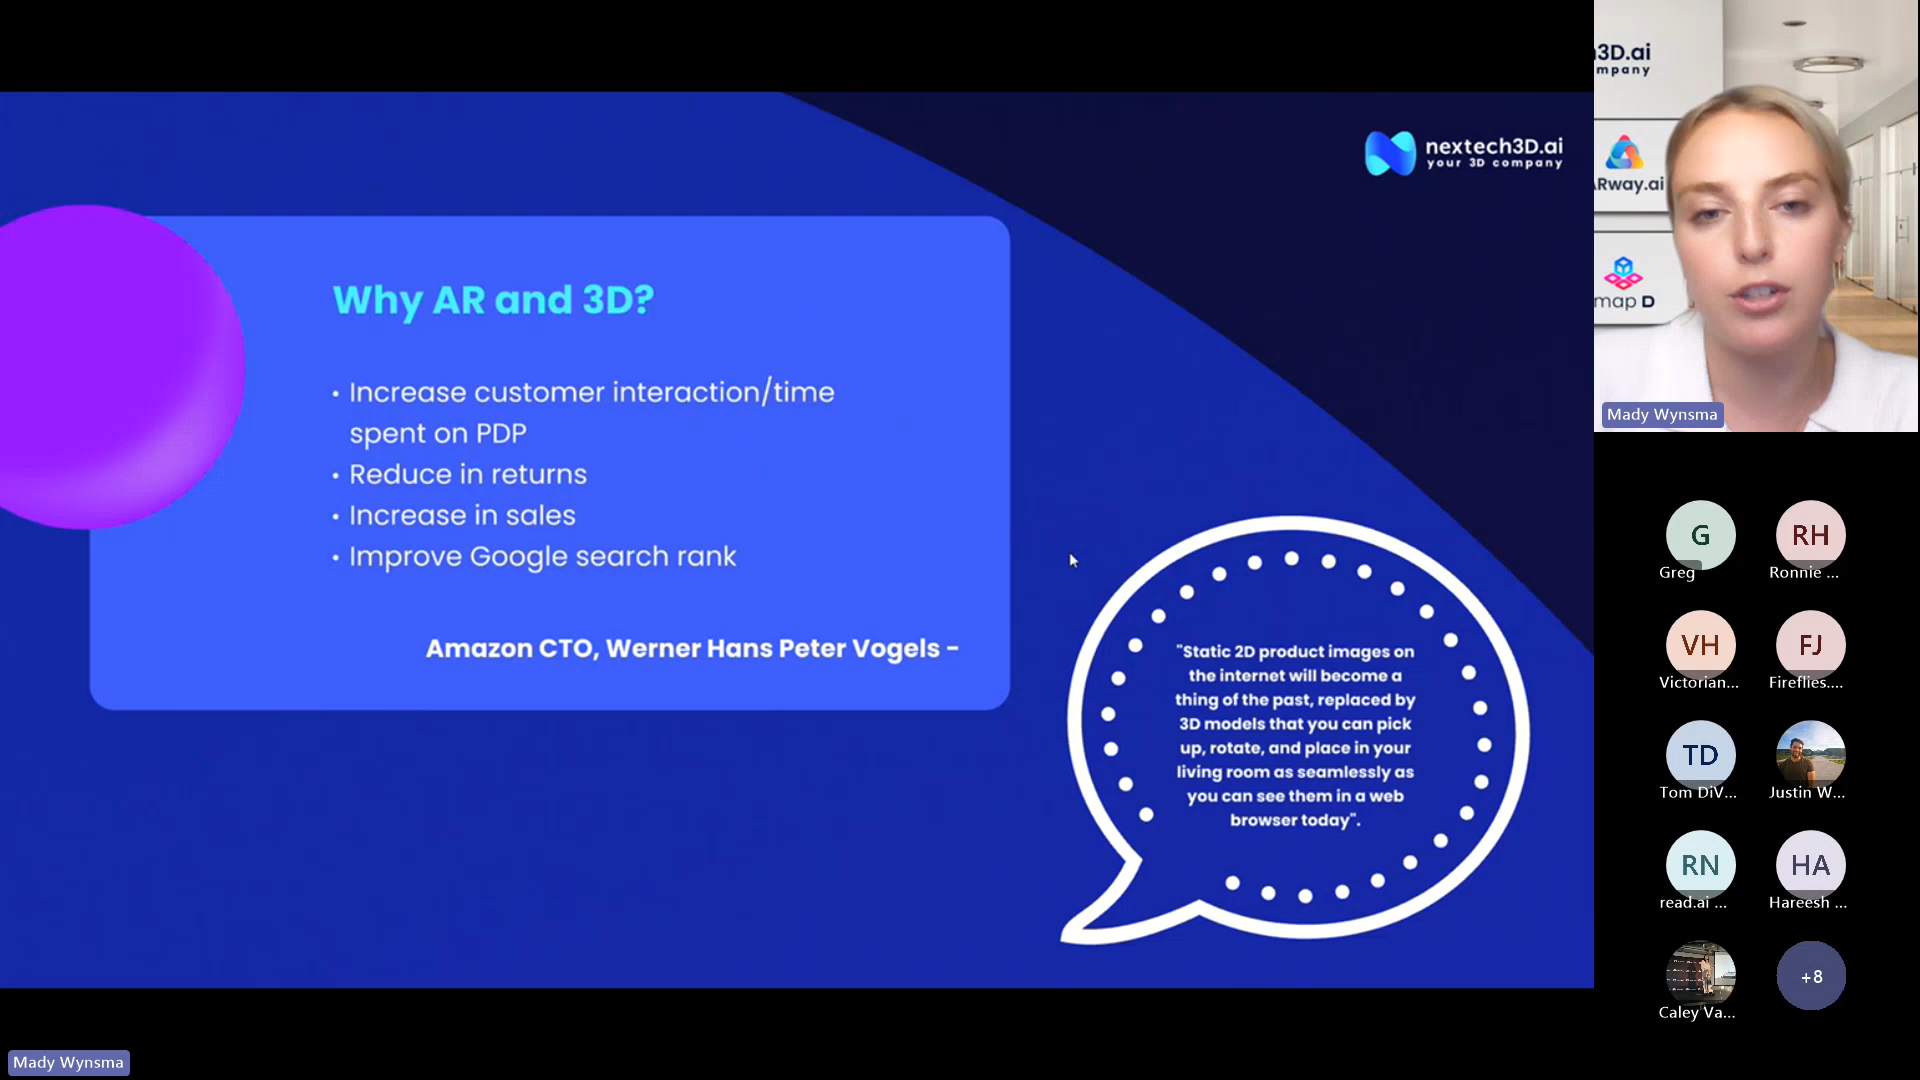 nextech3D.ai
your 3D company
Why AR and 3D?
• Increase customer interaction/time
spent on PDP
• Reduce in returns
• Increase in sales
• Improve Google search rank
Amazon CTO, Werner Hans Peter Vogels -
"Static 2D product images on
the internet will become a
thing of the past, replaced by
3D models that you can pick
up, rotate, and place in your
living room as seamlessly as
you can see them in a web
browser today".
Mady Wynsma
3D.ai
mpany
ARway.ai
map D
Mady Wynsma
G
Greg
RH
Ronnie ...
VH
Victorian...
FJ
Fireflies....
TD
Tom DiV...
Justin W...
RN
read.ai ...
HA
Hareesh ...
Caley Va...
+8